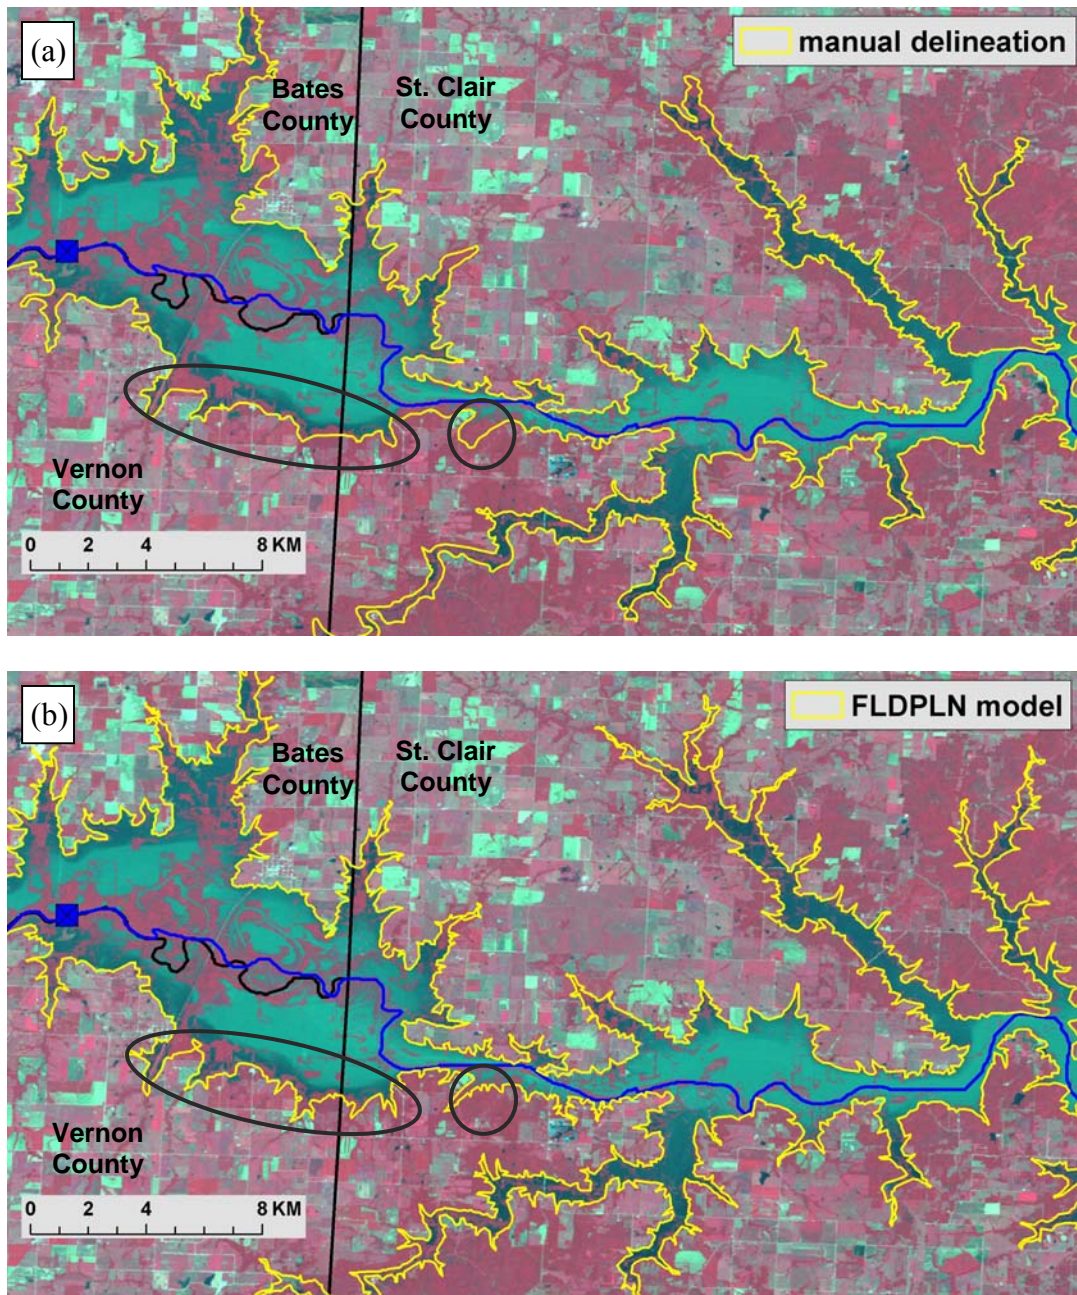 (a)
manual delineation
Bates
County
St. Clair
County
Vernon
County
0 2 4 8 KM
(b)
FLDPLN model
Bates
County
St. Clair
County
Vernon
County
0 2 4 8 KM